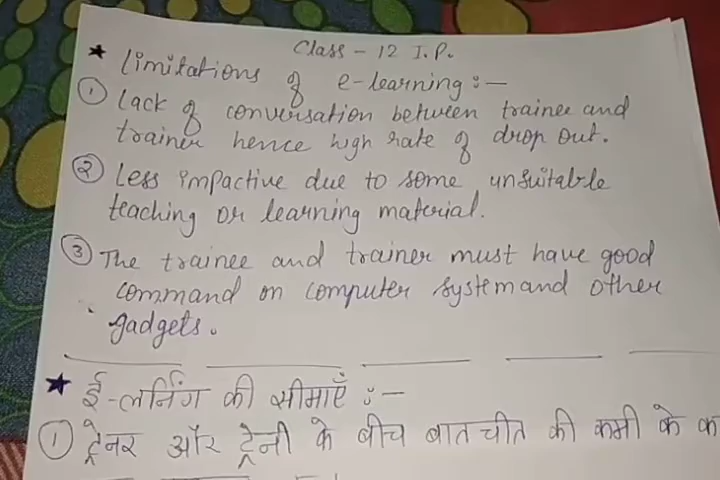 Class - 12 I.P.
★ Limitations of e-learning :-
① Lack of conversation between trainee and
trainer hence high rate of drop out.
② Less impactive due to some unsuitable
teaching or learning material.
③ The trainee and trainer must have good
command on computer system and other
gadgets.
★ ई-लर्निंग की सीमाएँ :-
① ट्रेनर और ट्रेनी के बीच बातचीत की कमी के